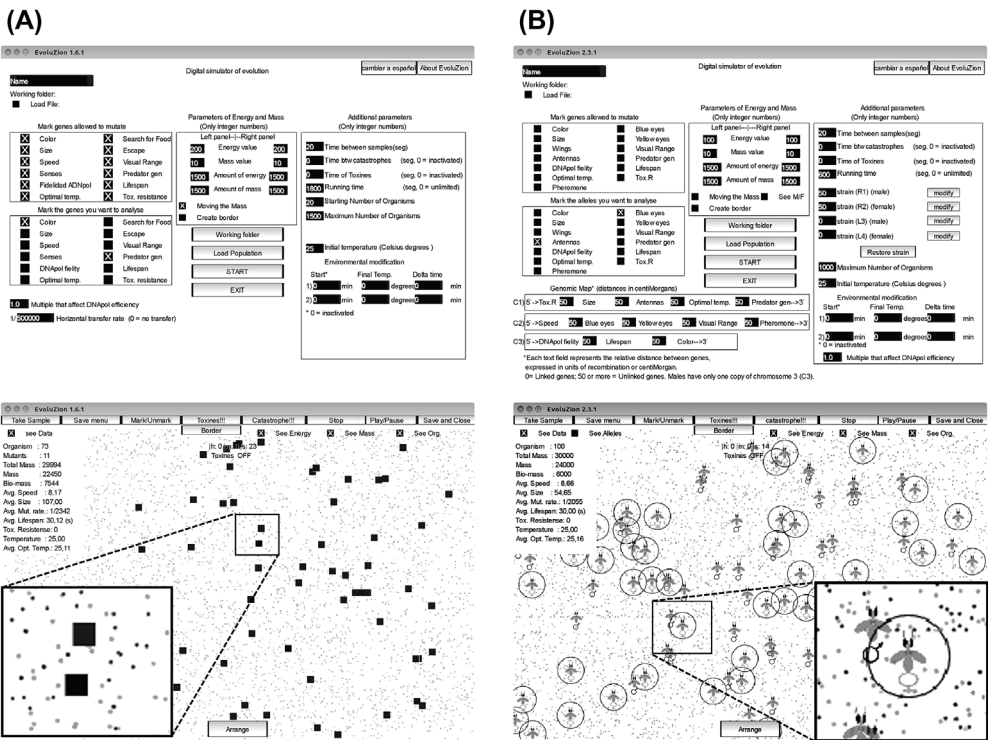 (A)
EvoluZion 1.6.1
Digital simulator of evolution
cambiar a español
About EvoluZion
Name
Working folder:
Load File:
Mark genes allowed to mutate
X Color X Search for Food
X Size X Escape
X Speed X Visual Range
X Senses X Predator gen
X Fidelidad ADNpol X Lifespan
X Optimal temp. X Tox. resistance
Mark the genes you want to analyse
X Color X Search for Food
Size Escape
Speed Visual Range
Senses X Predator gen
DNApol fielity Lifespan
Optimal temp. Tox. resistance
1.0 Multiple that affect DNApol efficiency
1/ 500000 Horizontal transfer rate (0 = no transfer)
Parameters of Energy and Mass
(Only integer numbers)
Left panel--|--Right panel
200 Energy value 200
10 Mass value 10
1500 Amount of energy 1500
1500 Amount of mass 1500
X Moving the Mass
Create border
Working folder
Load Population
START
EXIT
Additional parameters
(Only integer numbers)
20 Time between samples(seg)
0 Time btw catastrophes (seg, 0 = inactivated)
0 Time of Toxines (seg, 0 = inactivated)
1800 Running time (seg, 0 = unlimited)
20 Starting Number of Organisms
1500 Maximum Number of Organisms
25 Initial temperature (Celsius degrees )
Environmental modification
Start* Final Temp. Delta time
1) 0 min 0 degrees 0 min
2) 0 min 0 degrees 0 min
* 0 = inactivated
(B)
EvoluZion 2.3.1
Digital simulator of evolution
cambiar a español
About EvoluZion
Name
Working folder:
Load File:
Mark genes allowed to mutate
Color Blue eyes
Size Yellow eyes
Wings Visual Range
Antennas Predator gen
DNApol fielity Lifespan
Optimal temp. Tox.R
Pheromone
Mark the alleles you want to analyse
Color X Blue eyes
Size Yellow eyes
Wings Visual Range
X Antennas Predator gen
DNApol fielity Lifespan
Optimal temp. Tox.R
Pheromone
Parameters of Energy and Mass
(Only integer numbers)
Left panel--|---Right panel
100 Energy value 100
10 Mass value 10
1500 Amount of energy 1500
1500 Amount of mass 1500
Moving the Mass See M/F
Create border
Working folder
Load Population
START
EXIT
Additional parameters
(Only integer numbers)
20 Time between samples(seg)
0 Time btw catastrophes (seg, 0 = inactivated)
0 Time of Toxines (seg, 0 = inactivated)
600 Running time (seg, 0 = unlimited)
50 strain (R1) (male) modify
50 strain (R2) (female) modify
0 strain (L3) (male) modify
0 strain (L4) (female) modify
Restore strain
1000 Maximum Number of Organisms
25 Initial temperature (Celsius degrees )
Environmental modification
Start* Final Temp. Delta time
1) 0 min 0 degrees 0 min
2) 0 min 0 degrees 0 min
* 0 = inactivated
1.0 Multiple that affect DNApol efficiency
Genomic Map* (distances in centiMorgans)
C1) 5´->Tox.R 50 Size 50 Antennas 50 Optimal temp. 50 Predator gen-->3´
C2) 5´->Speed 50 Blue eyes 50 Yellow eyes 50 Visual Range 50 Pheromone-->3´
C3) 5´->DNApol fielity 50 Lifespan 50 Color-->3´
*Each text field represents the relative distance between genes,
expressed in units of recombination or centiMorgan.
0= Linked genes; 50 or more = Unlinked genes. Males have only one copy of chromosome 3 (C3).
EvoluZion 1.6.1
Take Sample Save menu Mark/Unmark Toxines!!! Catastrophe!!! Stop Play/Pause Save and Close
Border
X see Data
X See Energy X See Mass X See Org.
Toxines OFF
Organism : 73
Mutants : 11
Total Mass : 29994
Mass : 22450
Bio-mass : 7544
Avg. Speed : 8,17
Avg. Size : 107,00
Avg. Mut. rate : 1/2342
Avg. Lifespan: 30,12 (s)
Tox. Resistense: 0
Temperature : 25,00
Avg. Opt. Temp.: 25,11
Arrange
EvoluZion 2.3.1
Take Sample Save menu Mark/Unmark Toxines!!! catastrophe!!! Stop Play/Pause Save and Close
Border
X see Data See Alleles
X See Energy X See Mass X See Org.
Toxines OFF
Organism : 100
Total Mass : 30000
Mass : 24000
Bio-mass : 6000
Avg. Speed : 8,66
Avg. Size : 54,65
Avg. Mut. rate.: 1/2055
Avg. Lifespan: 30,00 (s)
Tox. Resistense: 0
Temperature : 25,00
Avg. Opt. Temp.: 25,16
Arrange